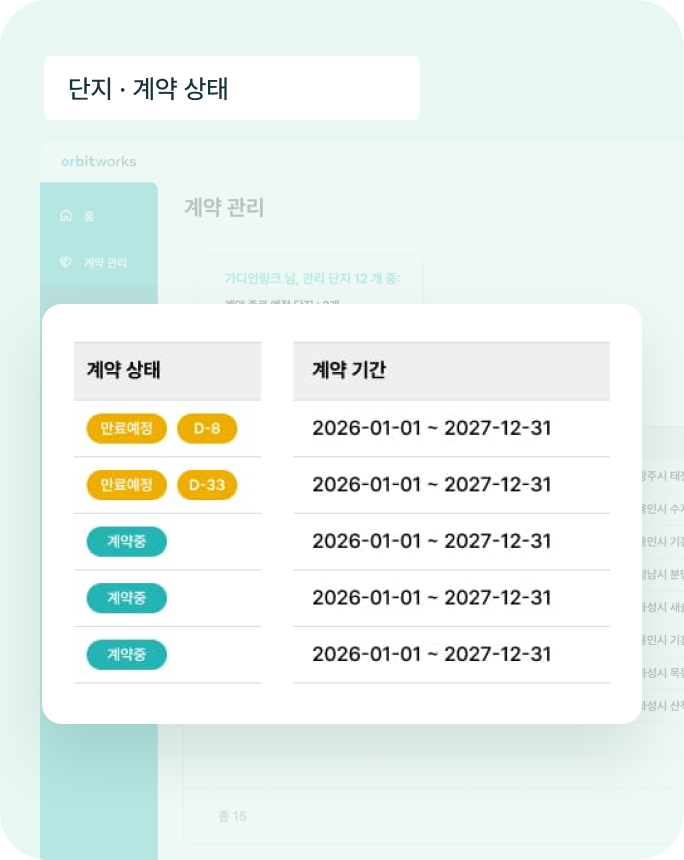 단지 · 계약 상태
orbitworks
홈
계약 관리
계약 관리
가디언링크 님, 관리 단지 12 개 중:
계약 상태 계약 기간
만료예정 D-8 2026-01-01 ~ 2027-12-31
만료예정 D-33 2026-01-01 ~ 2027-12-31
계약중 2026-01-01 ~ 2027-12-31
계약중 2026-01-01 ~ 2027-12-31
계약중 2026-01-01 ~ 2027-12-31
총 15